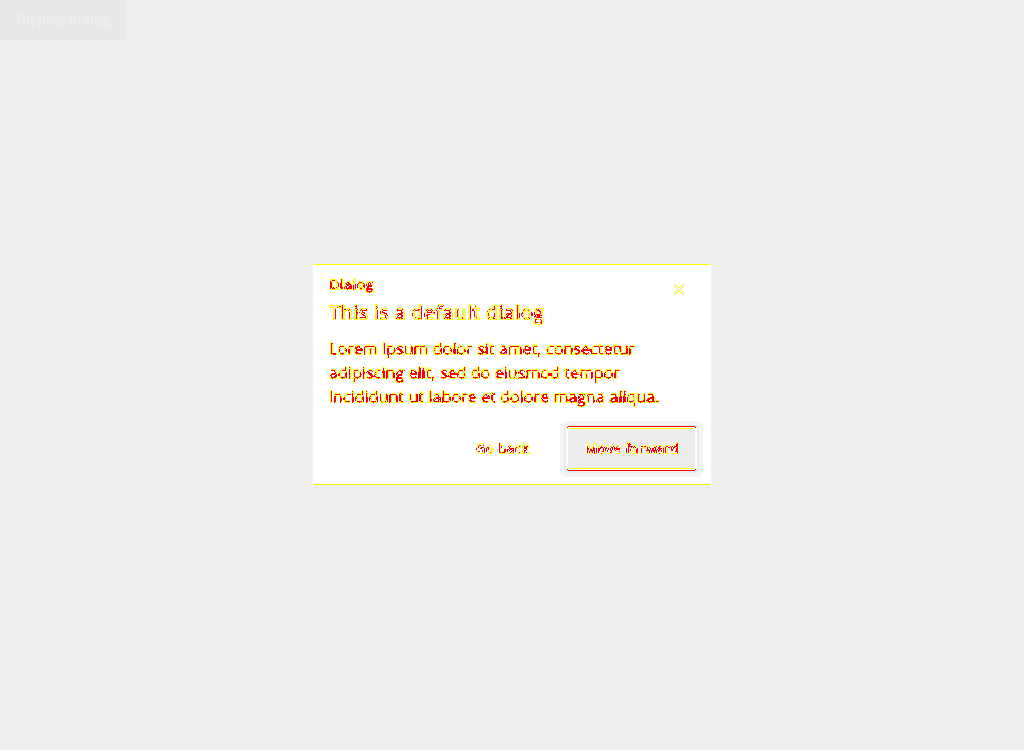 Display dialog
Dialog
This is a default dialog
Lorem ipsum dolor sit amet, consectetur
adipiscing elit, sed do eiusmod tempor
incididunt ut labore et dolore magna aliqua.
Go back
Move forward